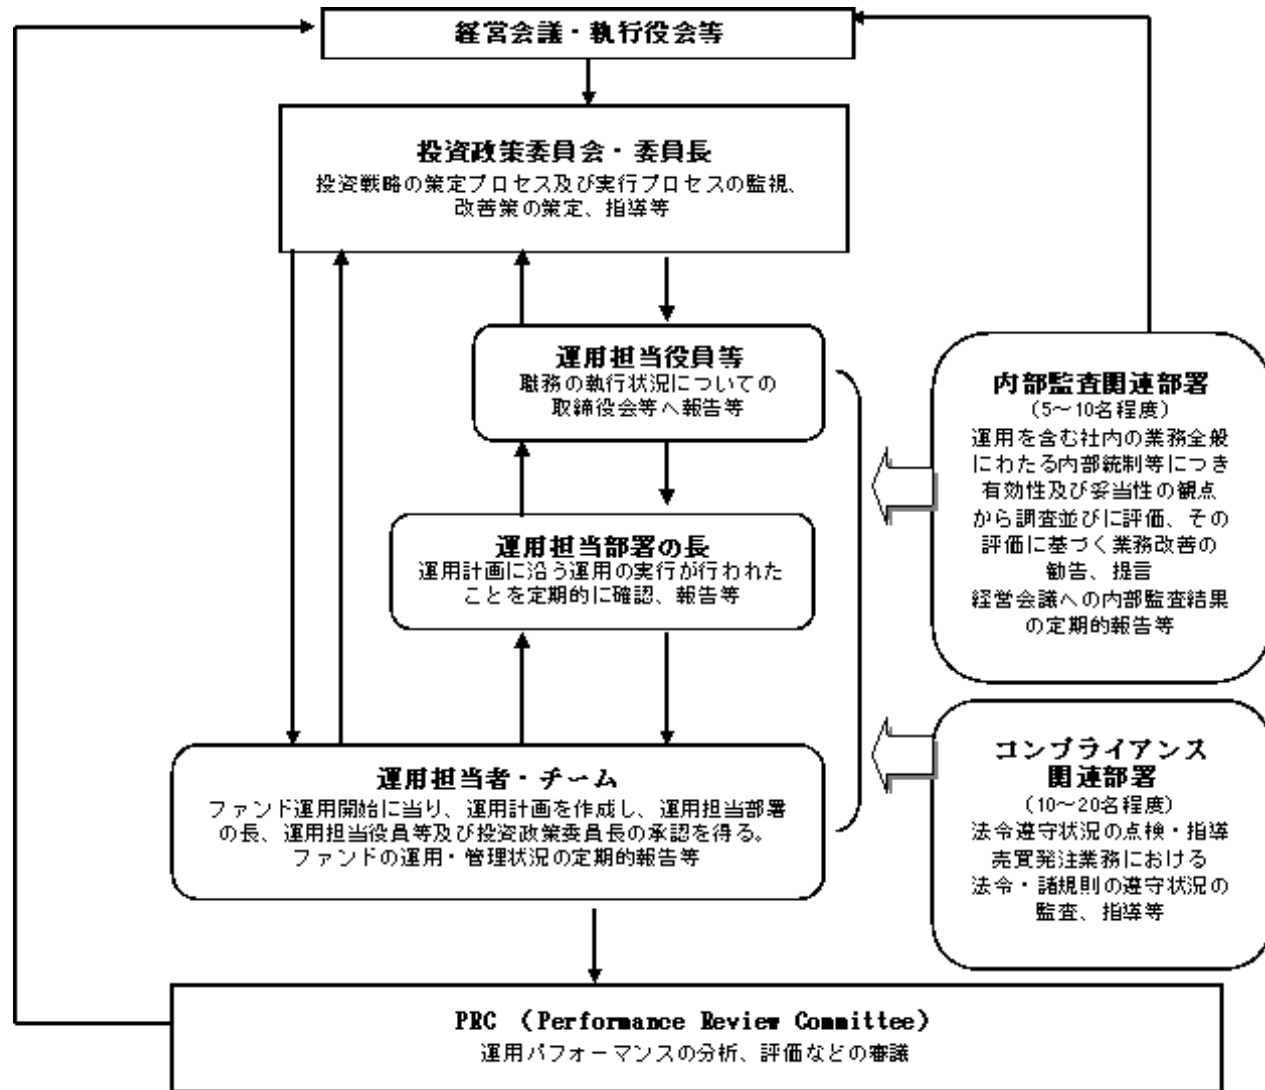 経営会議・執行役会等
投資政策委員会・委員長
投資戦略の策定プロセス及び実行プロセスの監視、
改善策の策定、指導等
運用担当役員等
職務の執行状況についての
取締役会等へ報告等
運用担当部署の長
運用計画に沿う運用の実行が行われた
ことを定期的に確認、報告等
運用担当者・チーム
ファンド運用開始に当り、運用計画を作成し、運用担当部署
の長、運用担当役員等及び投資政策委員長の承認を得る。
ファンドの運用・管理状況の定期的報告等
内部監査関連部署
(5～10名程度)
運用を含む社内の業務全般
にわたる内部統制等につき
有効性及び妥当性の観点
から調査並びに評価、その
評価に基づく業務改善の
勧告、提言
経営会議への内部監査結果
の定期的報告等
コンプライアンス
関連部署
(10～20名程度)
法令遵守状況の点検・指導
売買発注業務における
法令・諸規則の遵守状況の
監査、指導等
PRC （Performance Review Committee）
運用パフォーマンスの分析、評価などの審議